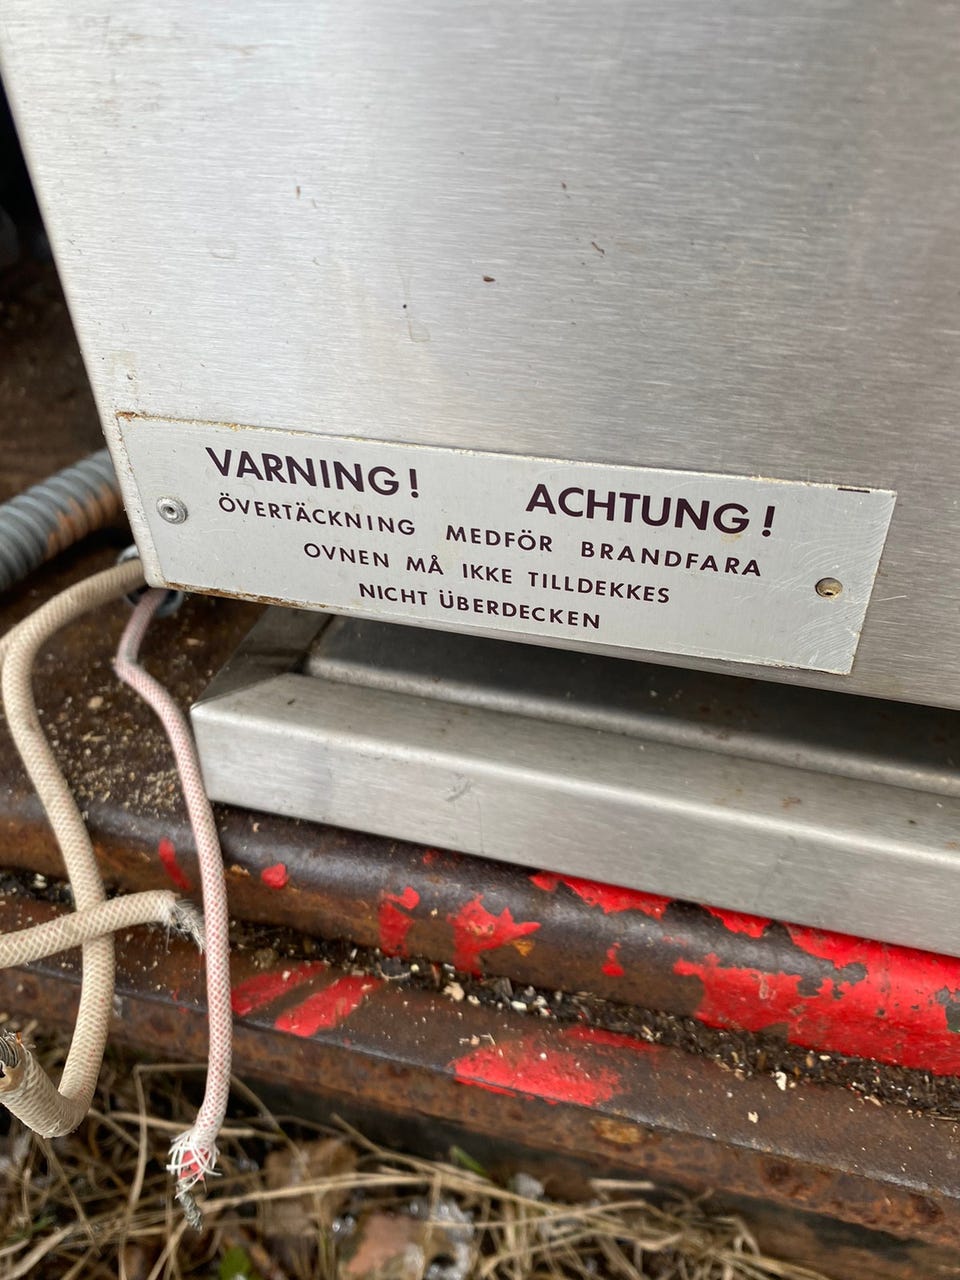 VARNING! ACHTUNG!
ÖVERTÄCKNING MEDFÖR BRANDFARA
OVNEN MÅ IKKE TILLDEKKES
NICHT ÜBERDECKEN